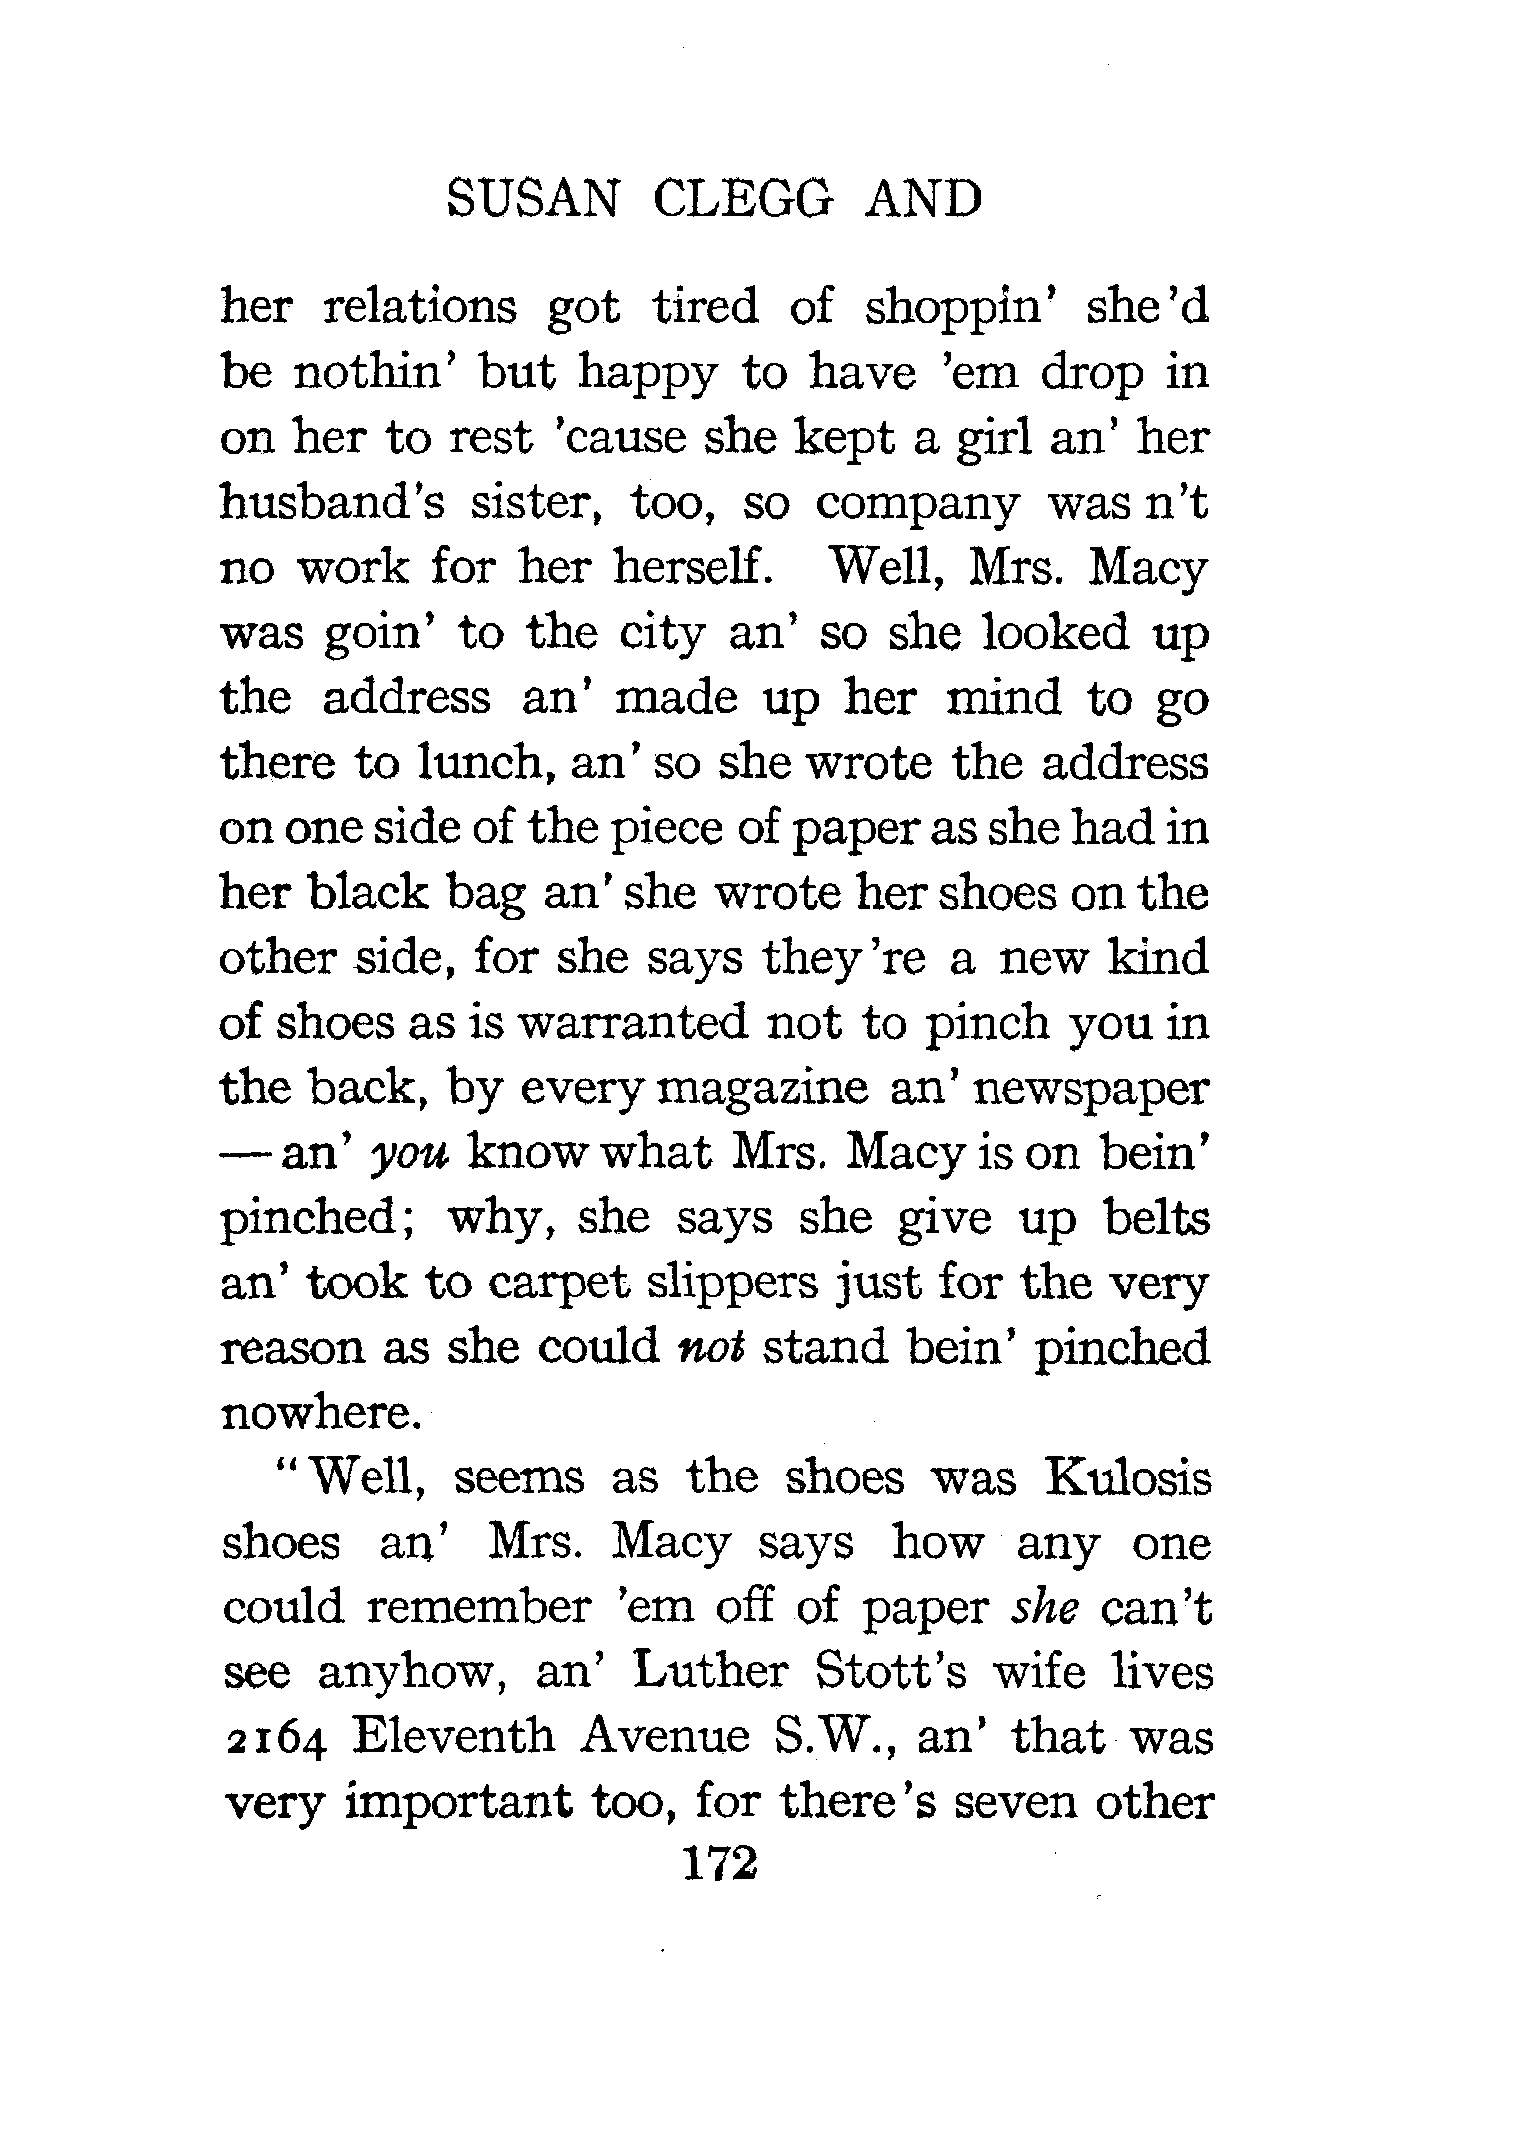 SUSAN CLEGG AND
her relations got tired of shoppin' she'd
be nothin' but happy to have 'em drop in
on her to rest 'cause she kept a girl an' her
husband's sister, too, so company was n't
no work for her herself. Well, Mrs. Macy
was goin' to the city an' so she looked up
the address an' made up her mind to go
there to lunch, an' so she wrote the address
on one side of the piece of paper as she had in
her black bag an' she wrote her shoes on the
other side, for she says they're a new kind
of shoes as is warranted not to pinch you in
the back, by every magazine an' newspaper
— an' you know what Mrs. Macy is on bein'
pinched; why, she says she give up belts
an' took to carpet slippers just for the very
reason as she could not stand bein' pinched
nowhere.
"Well, seems as the shoes was Kulosis
shoes an' Mrs. Macy says how any one
could remember 'em off of paper she can't
see anyhow, an' Luther Stott's wife lives
2164 Eleventh Avenue S.W., an' that was
very important too, for there's seven other
172